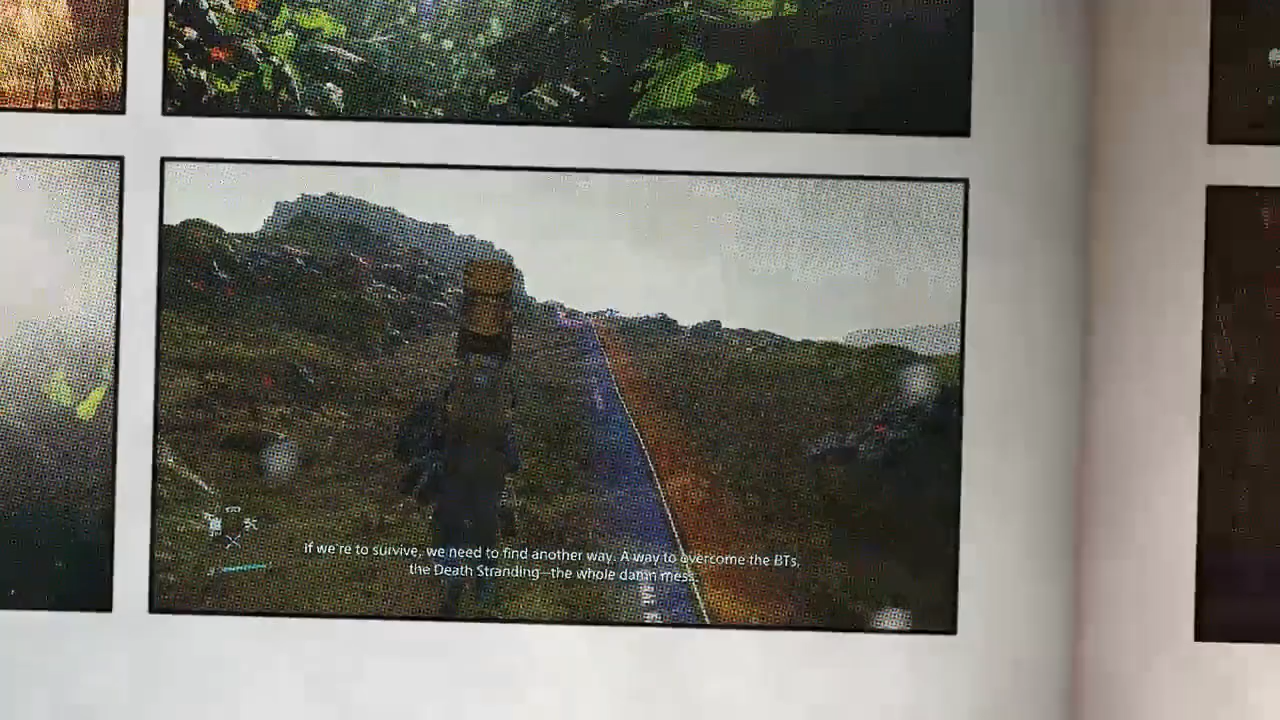 If we're to survive, we need to find another way. A way to overcome the BTs,
the Death Stranding—the whole damn mess.